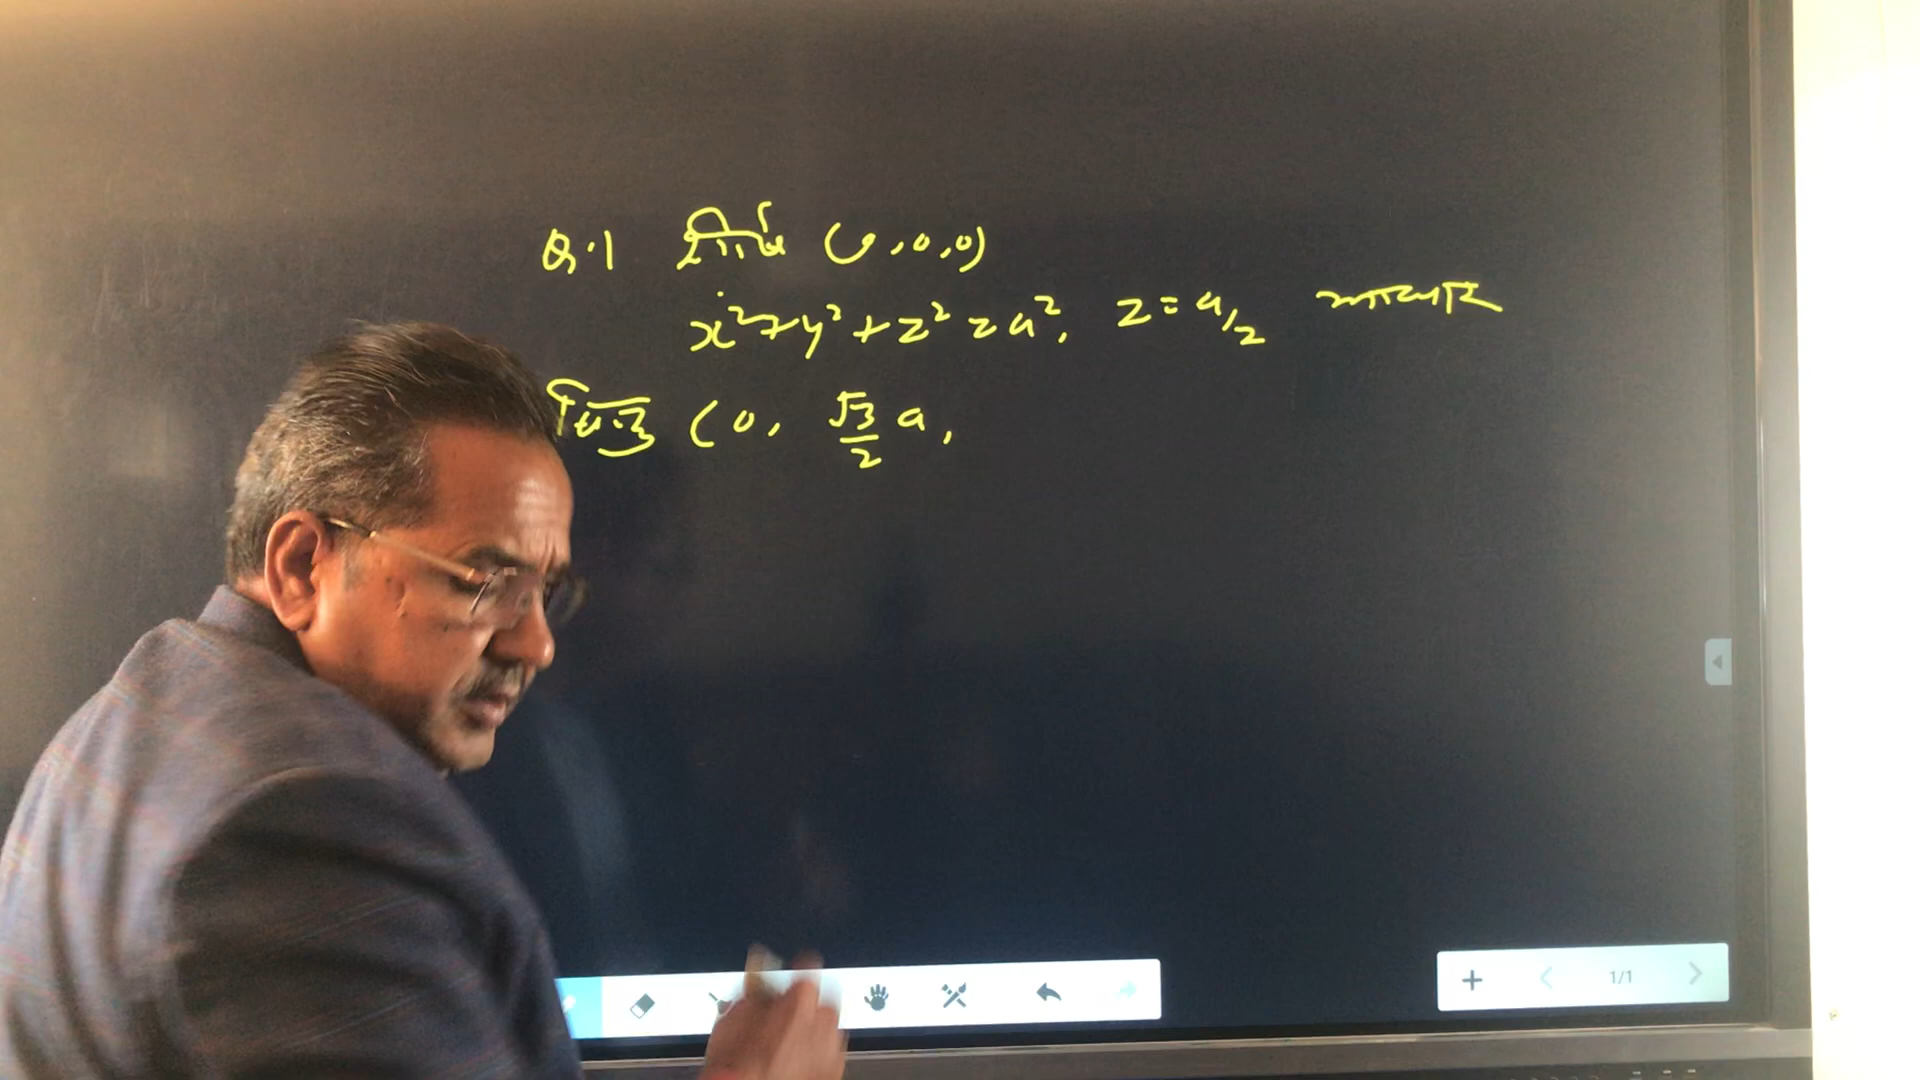 Q.1 शीर्ष (0,0,0)
x²+y²+z²=a², z=a/2 आधार
बिन्दु (0, √3/2 a,
1/1